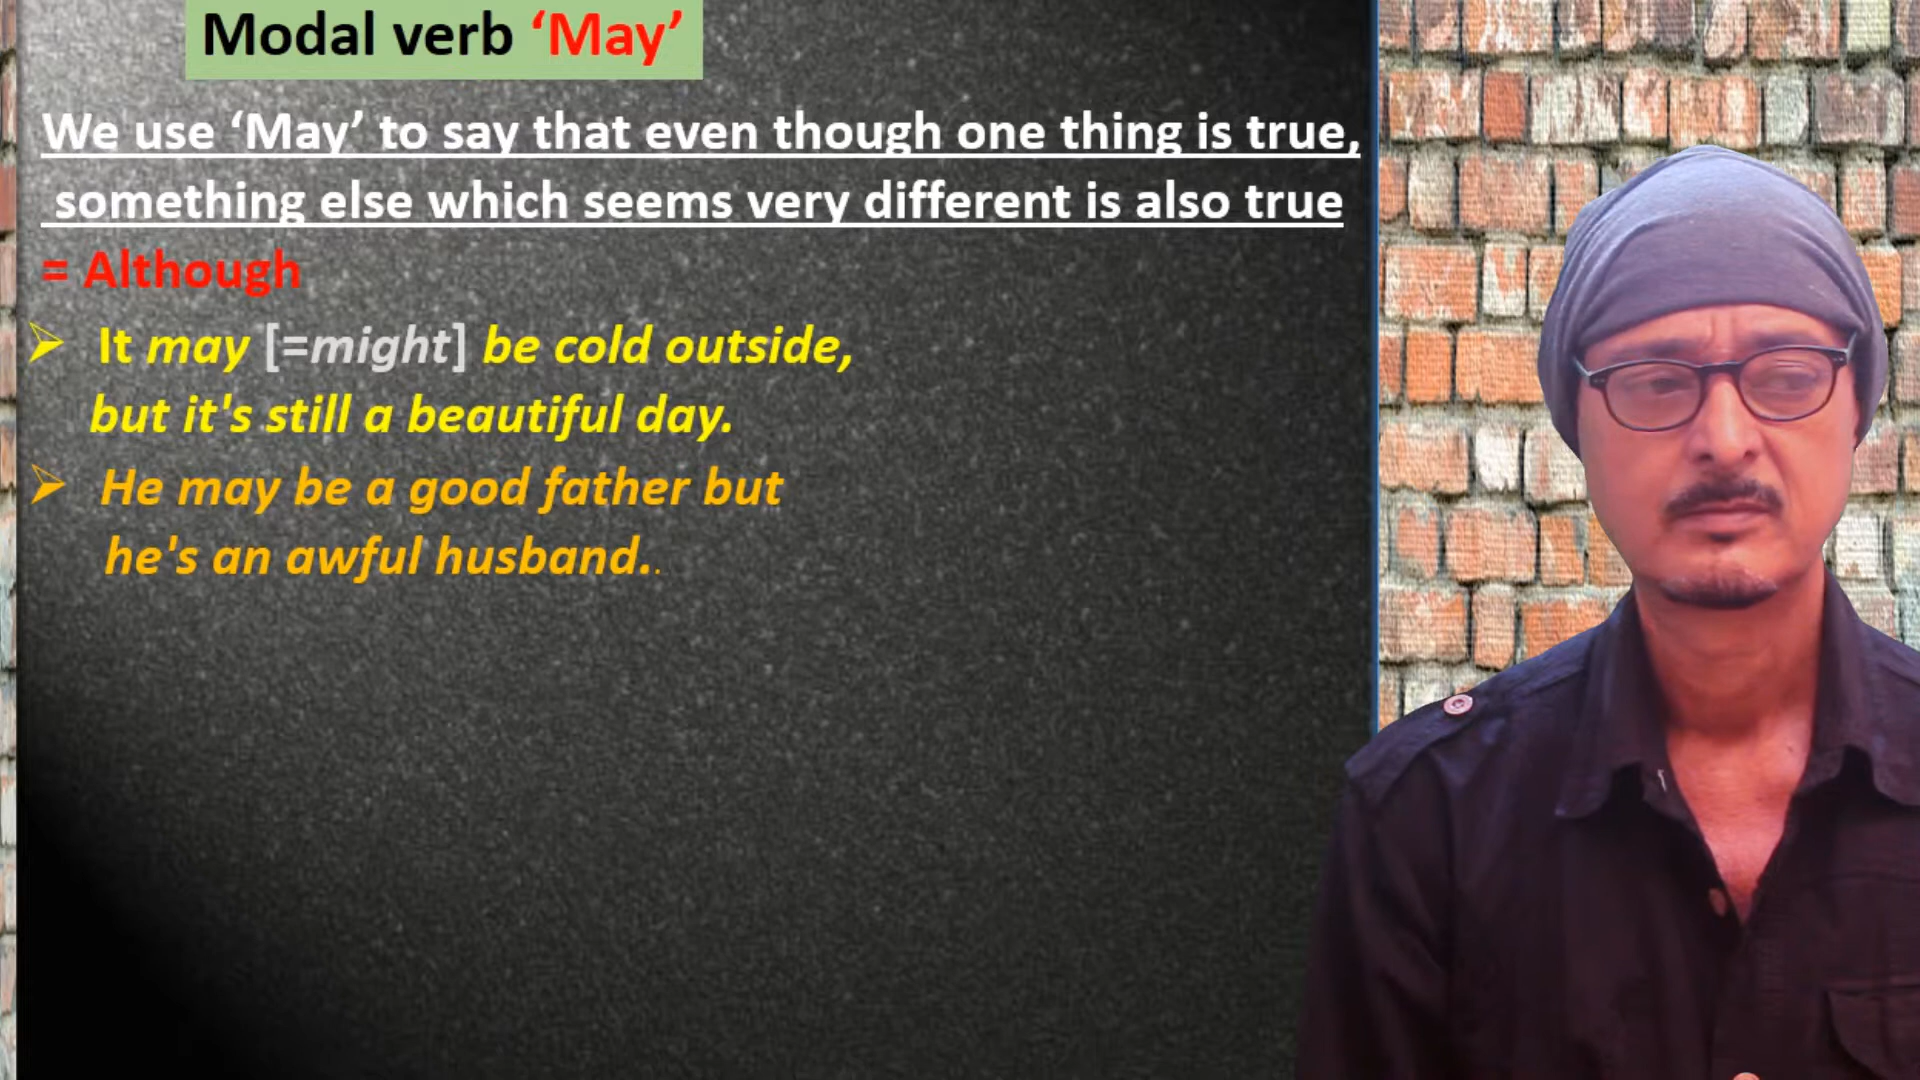 Modal verb ‘May’
We use ‘May’ to say that even though one thing is true,
something else which seems very different is also true
= Although
➢ It may [=might] be cold outside,
but it's still a beautiful day.
➢ He may be a good father but
he's an awful husband..